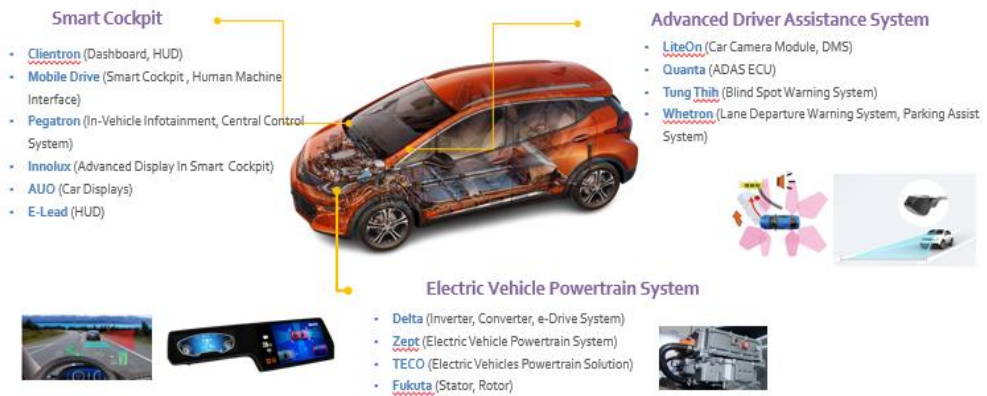 Smart Cockpit
• Clientron (Dashboard, HUD)
• Mobile Drive (Smart Cockpit , Human Machine
Interface)
• Pegatron (In-Vehicle Infotainment, Central Control
System)
• Innolux (Advanced Display In Smart Cockpit)
• AUO (Car Displays)
• E-Lead (HUD)
Advanced Driver Assistance System
• LiteOn (Car Camera Module, DMS)
• Quanta (ADAS ECU)
• Tung Thih (Blind Spot Warning System)
• Whetron (Lane Departure Warning System, Parking Assist
System)
Electric Vehicle Powertrain System
• Delta (Inverter, Converter, e-Drive System)
• Zept (Electric Vehicle Powertrain System)
• TECO (Electric Vehicles Powertrain Solution)
• Fukuta (Stator, Rotor)